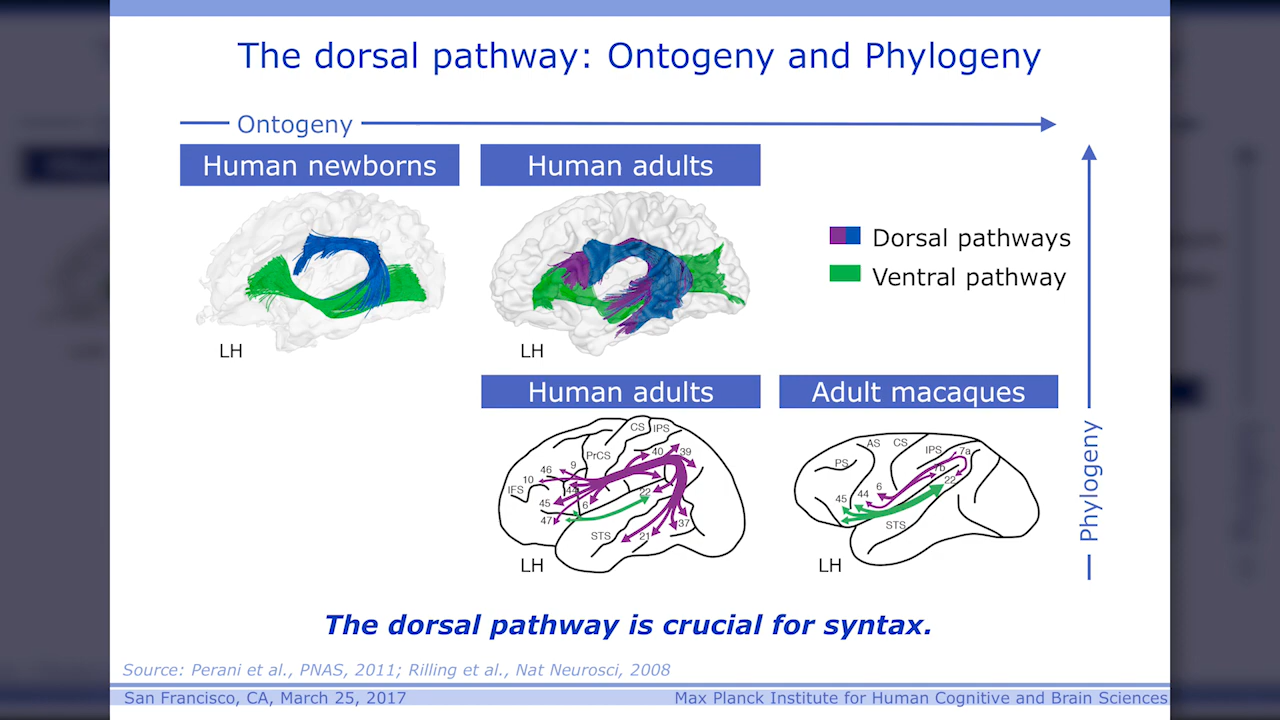 The dorsal pathway: Ontogeny and Phylogeny
Ontogeny
Human newborns
Human adults
Dorsal pathways
Ventral pathway
LH
LH
Human adults
Adult macaques
CS
IPS
PrCS
40
39
46
9
10
IFS
44
45
6
22
47
STS
21
37
LH
AS
CS
IPS
7a
PS
7b
22
6
45
44
STS
LH
Phylogeny
The dorsal pathway is crucial for syntax.
Source: Perani et al., PNAS, 2011; Rilling et al., Nat Neurosci, 2008
San Francisco, CA, March 25, 2017
Max Planck Institute for Human Cognitive and Brain Sciences